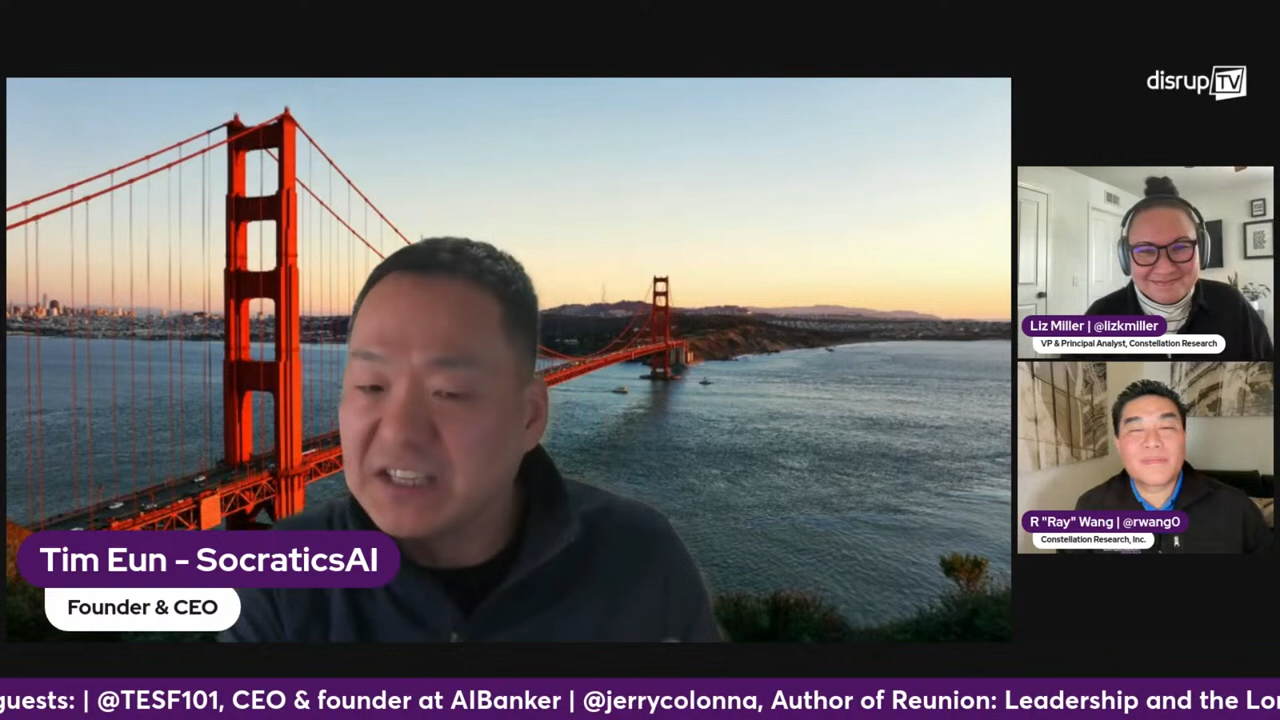 disrupTV
Tim Eun - SocraticsAI
Founder & CEO
Liz Miller | @lizkmiller
VP & Principal Analyst, Constellation Research
R "Ray" Wang | @rwang0
Constellation Research, Inc.
guests: | @TESF101, CEO & founder at AIBanker | @jerrycolonna, Author of Reunion: Leadership and the Lo